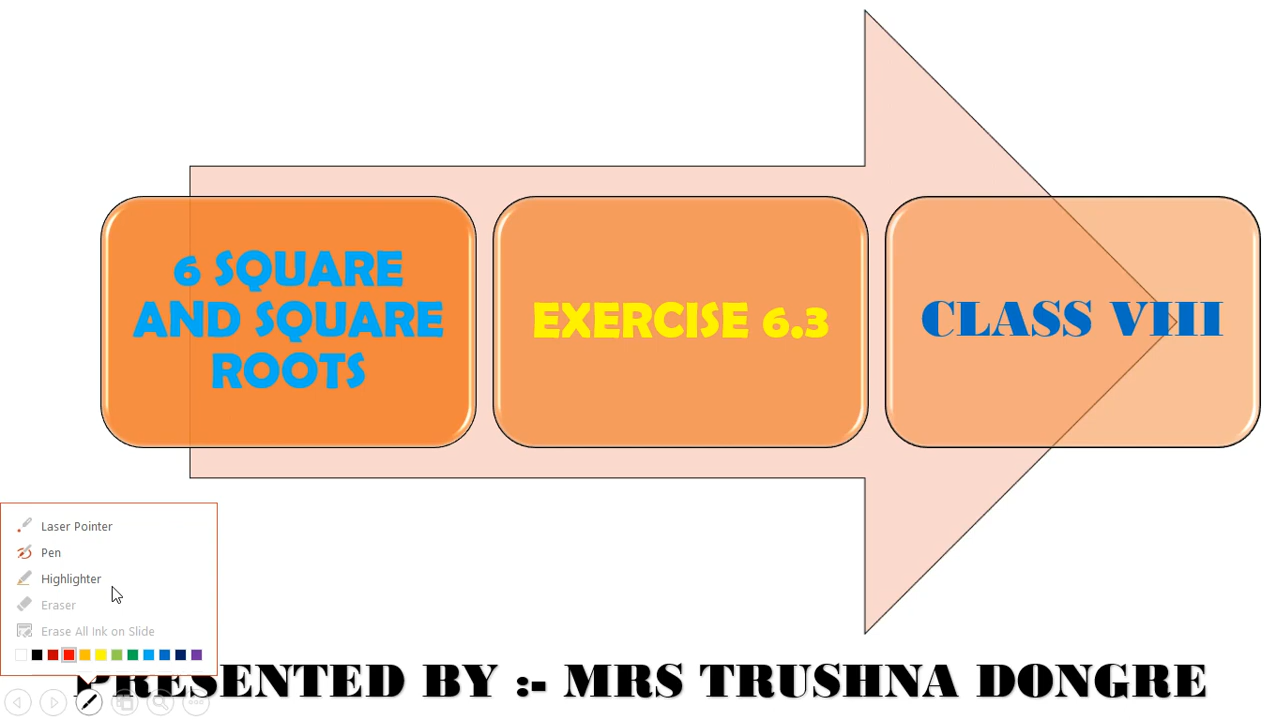 6 SQUARE
AND SQUARE
ROOTS
EXERCISE 6.3
CLASS VIII
Laser Pointer
Pen
Highlighter
Eraser
Erase All Ink on Slide
PRESENTED BY :- MRS TRUSHNA DONGRE